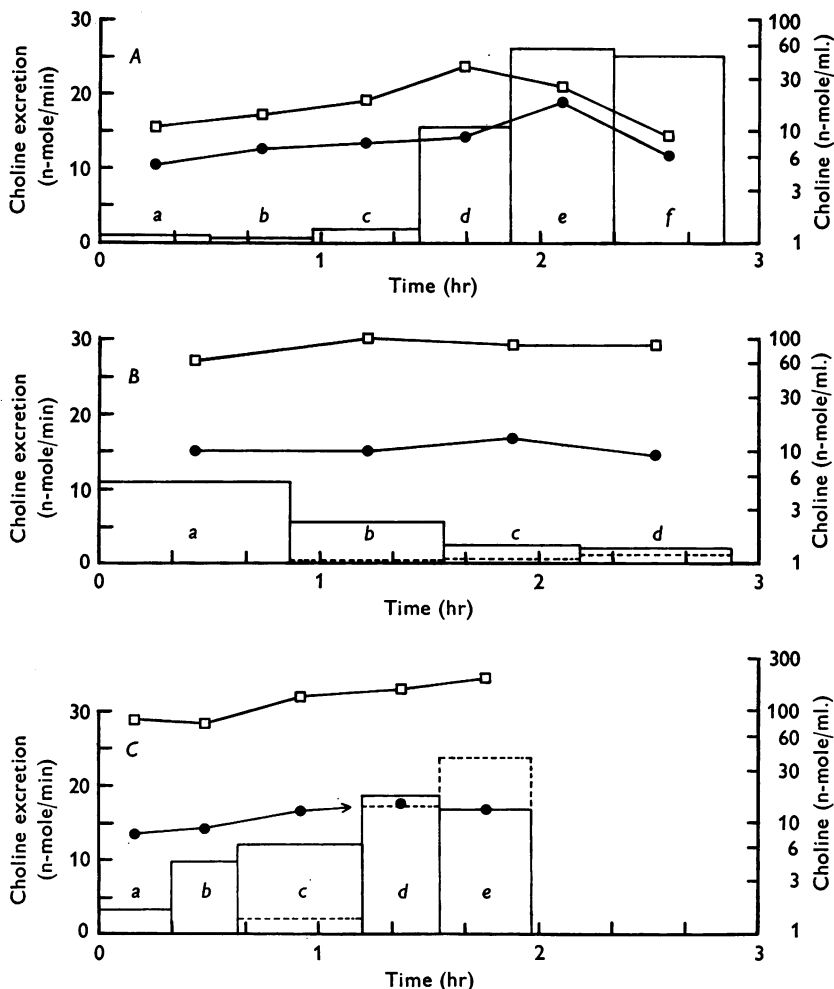 A
Choline excretion
(n-mole/min)
30
20
10
0
Choline (n-mole/ml.)
100
60
30
10
6
3
1
a b c d e f
0 1 2 3
Time (hr)
B
Choline excretion
(n-mole/min)
30
20
10
0
Choline (n-mole/ml.)
100
60
30
10
6
3
1
a b c d
0 1 2 3
Time (hr)
C
Choline excretion
(n-mole/min)
30
20
10
0
Choline (n-mole/ml.)
300
100
60
30
10
6
3
1
a b c d e
0 1 2 3
Time (hr)